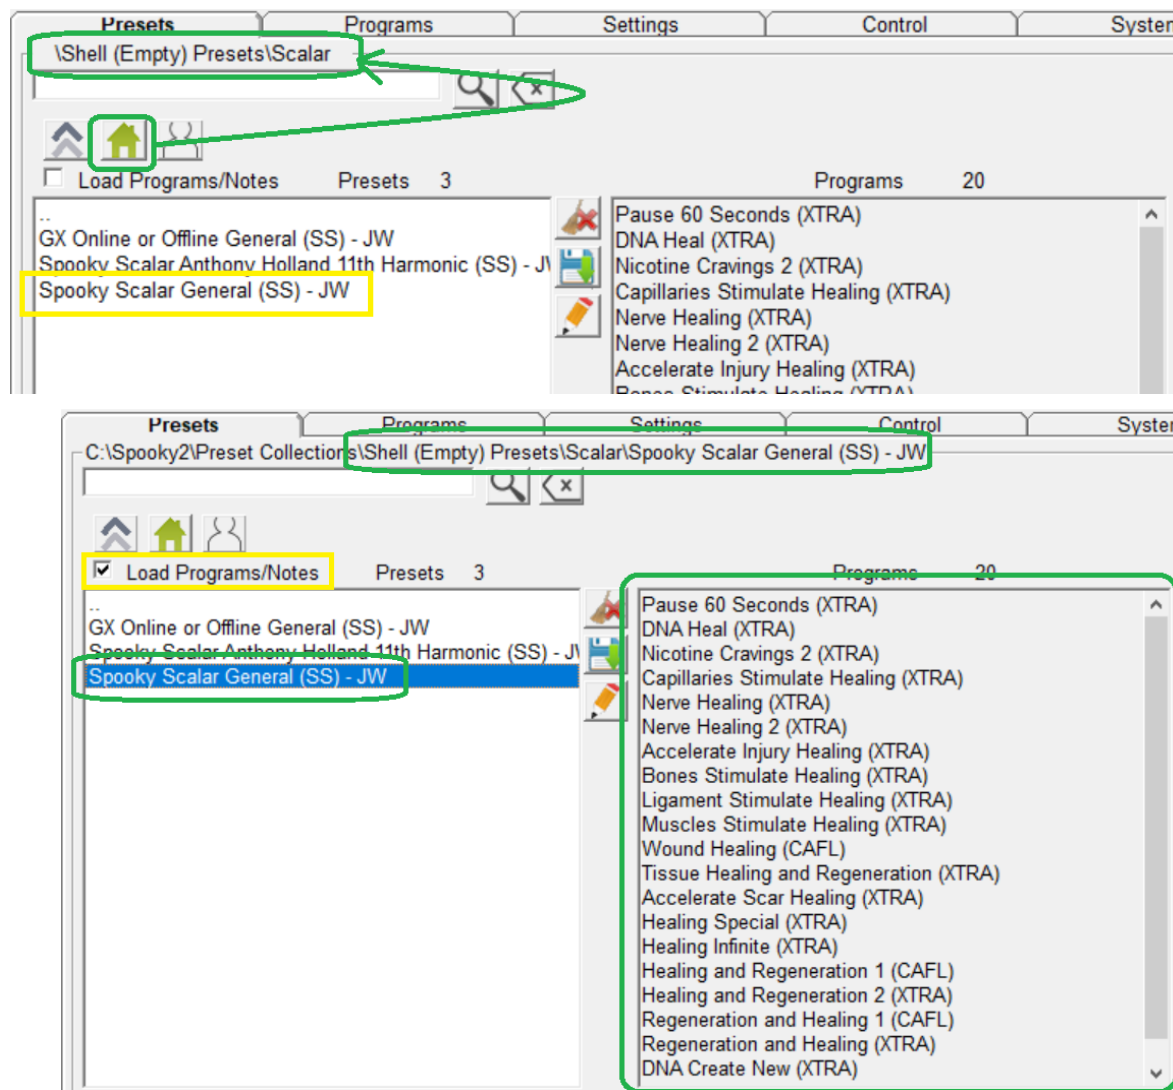 Presets Programs Settings Control System
\Shell (Empty) Presets\Scalar
Load Programs/Notes Presets 3 Programs 20
..
GX Online or Offline General (SS) - JW
Spooky Scalar Anthony Holland 11th Harmonic (SS) - JW
Spooky Scalar General (SS) - JW
Pause 60 Seconds (XTRA)
DNA Heal (XTRA)
Nicotine Cravings 2 (XTRA)
Capillaries Stimulate Healing (XTRA)
Nerve Healing (XTRA)
Nerve Healing 2 (XTRA)
Accelerate Injury Healing (XTRA)
Bones Stimulate Healing (XTRA)
Presets Programs Settings Control System
C:\Spooky2\Preset Collections\Shell (Empty) Presets\Scalar\Spooky Scalar General (SS) - JW
Load Programs/Notes Presets 3 Programs 20
..
GX Online or Offline General (SS) - JW
Spooky Scalar Anthony Holland 11th Harmonic (SS) - JW
Spooky Scalar General (SS) - JW
Pause 60 Seconds (XTRA)
DNA Heal (XTRA)
Nicotine Cravings 2 (XTRA)
Capillaries Stimulate Healing (XTRA)
Nerve Healing (XTRA)
Nerve Healing 2 (XTRA)
Accelerate Injury Healing (XTRA)
Bones Stimulate Healing (XTRA)
Ligament Stimulate Healing (XTRA)
Muscles Stimulate Healing (XTRA)
Wound Healing (CAFL)
Tissue Healing and Regeneration (XTRA)
Accelerate Scar Healing (XTRA)
Healing Special (XTRA)
Healing Infinite (XTRA)
Healing and Regeneration 1 (CAFL)
Healing and Regeneration 2 (XTRA)
Regeneration and Healing 1 (CAFL)
Regeneration and Healing (XTRA)
DNA Create New (XTRA)